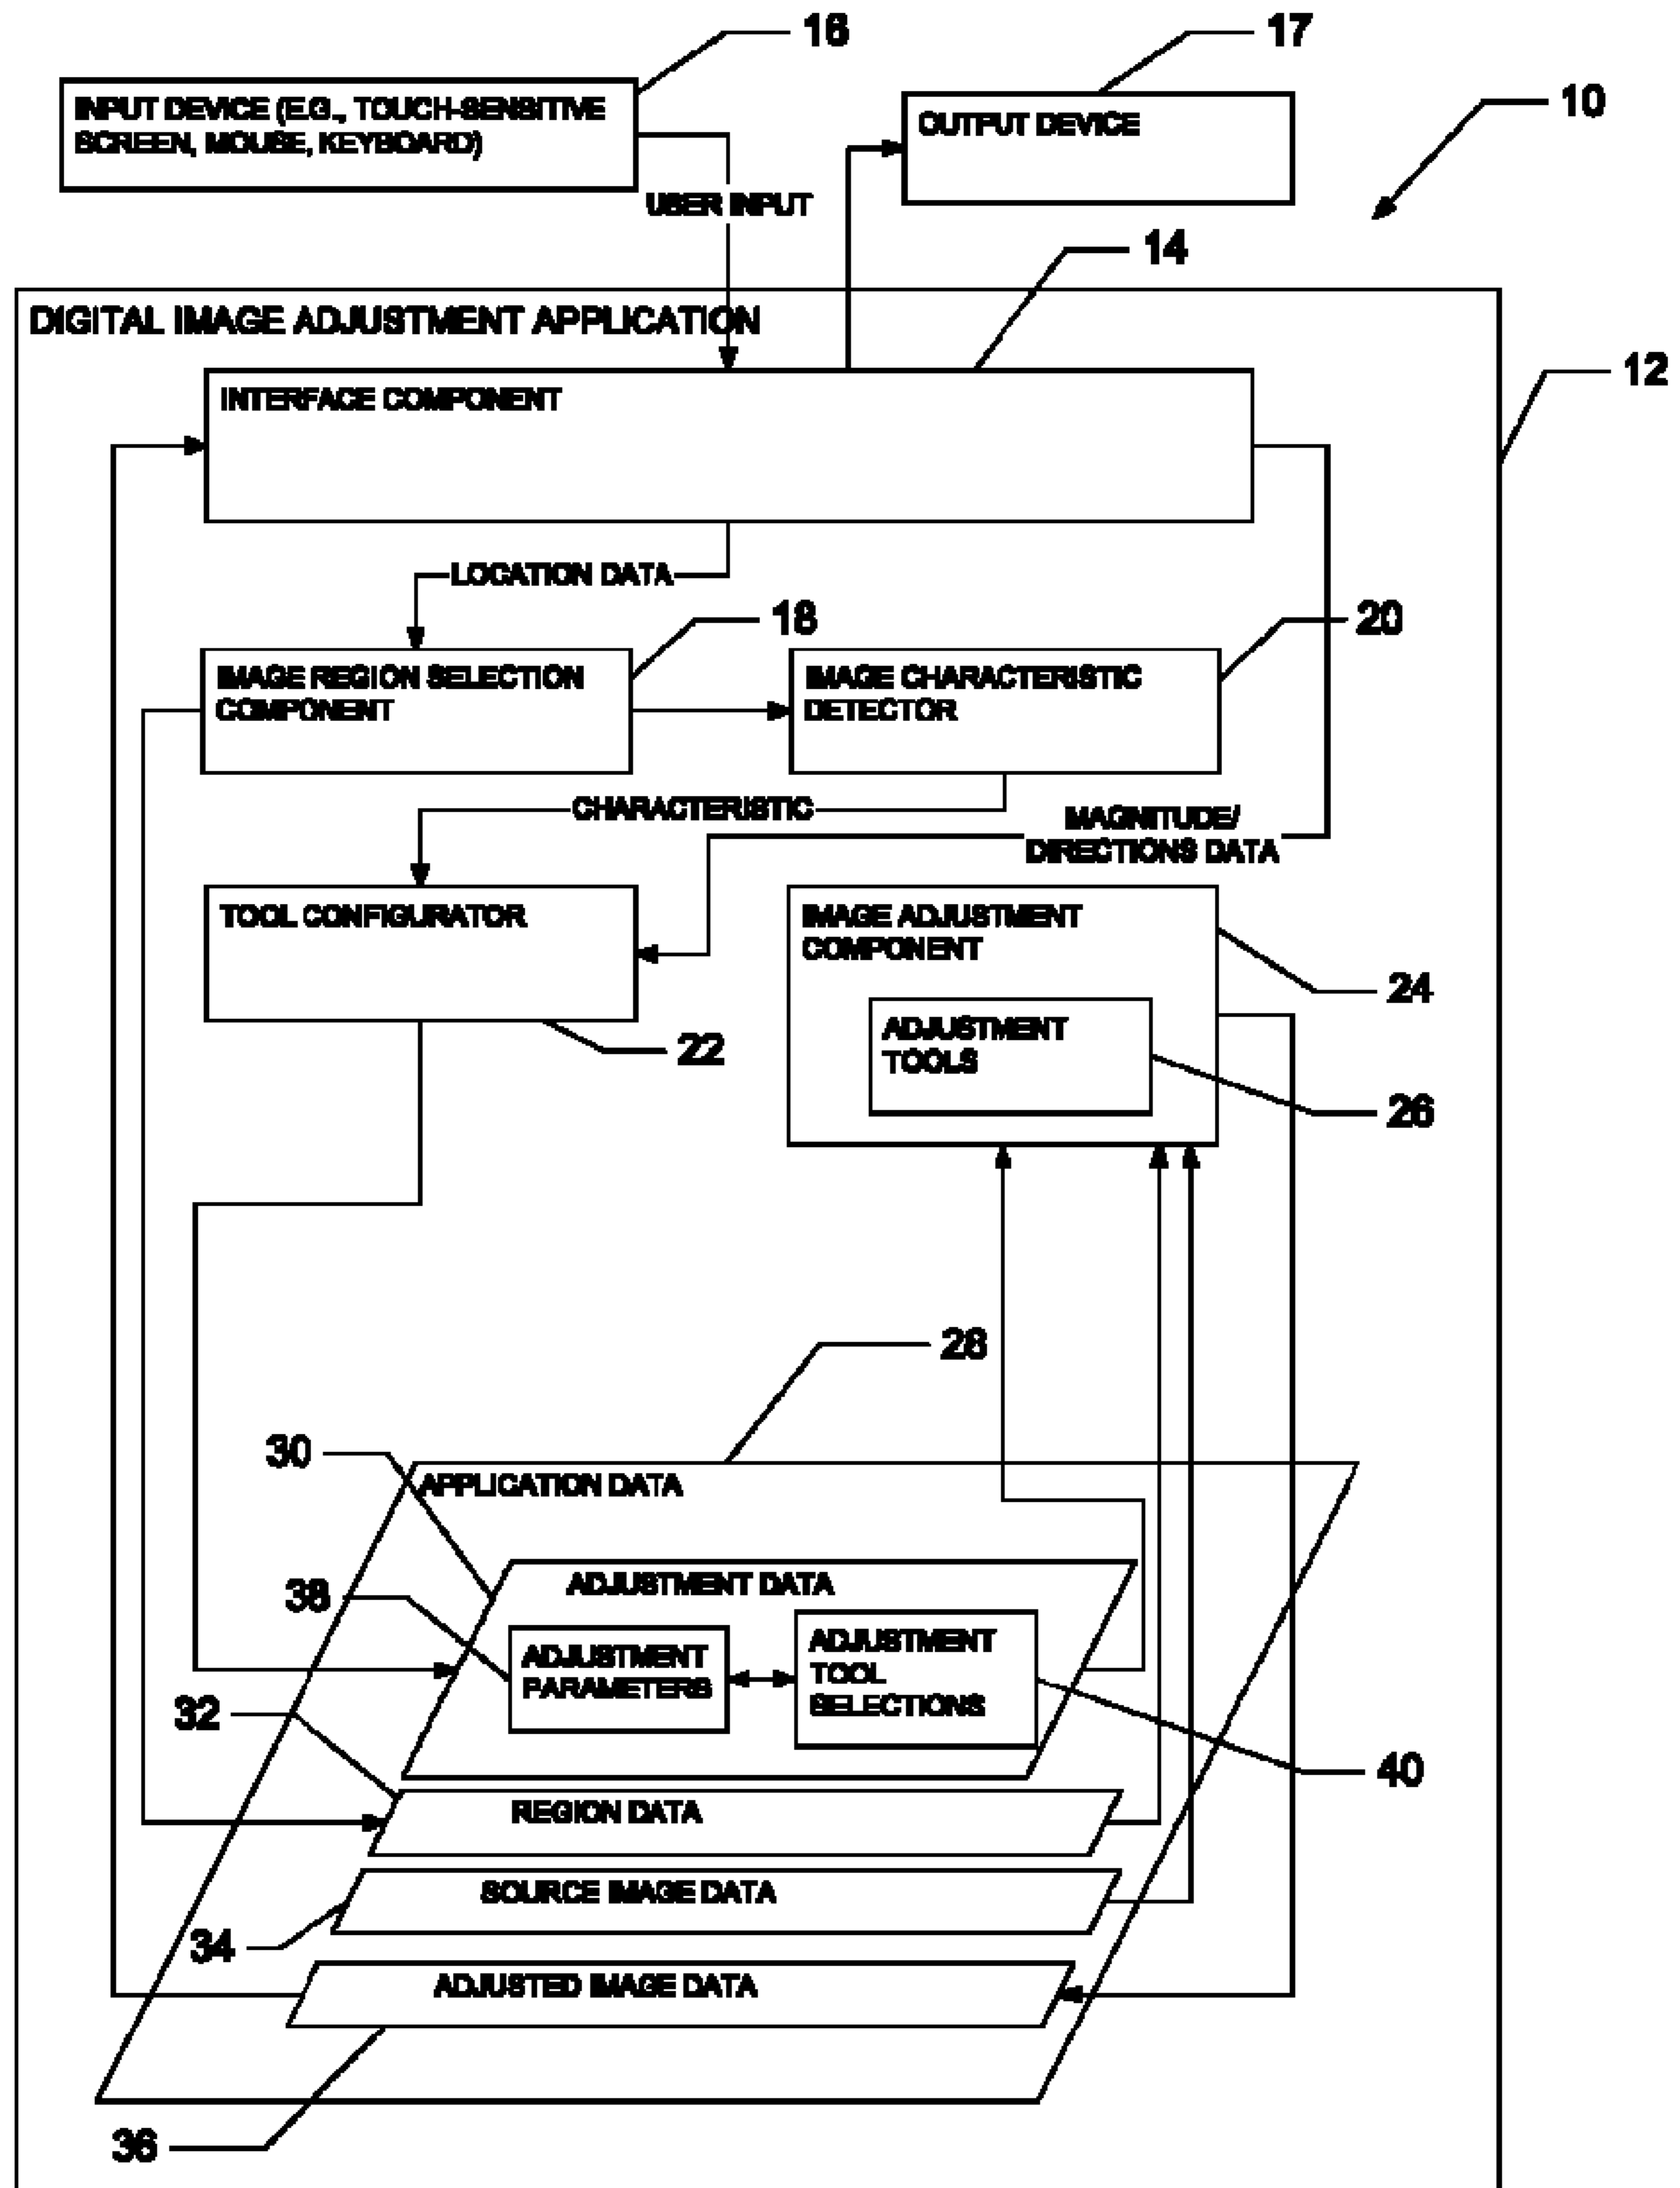 16
17
10
INPUT DEVICE (E.G., TOUCH-SENSITIVE
SCREEN, MOUSE, KEYBOARD)
OUTPUT DEVICE
USER INPUT
14
DIGITAL IMAGE ADJUSTMENT APPLICATION
12
INTERFACE COMPONENT
LOCATION DATA
18
20
IMAGE REGION SELECTION
COMPONENT
IMAGE CHARACTERISTIC
DETECTOR
CHARACTERISTIC
MAGNITUDE/
DIRECTIONS DATA
TOOL CONFIGURATOR
IMAGE ADJUSTMENT
COMPONENT
24
ADJUSTMENT
TOOLS
22
26
28
30
APPLICATION DATA
ADJUSTMENT DATA
38
ADJUSTMENT
PARAMETERS
ADJUSTMENT
TOOL
SELECTIONS
32
40
REGION DATA
SOURCE IMAGE DATA
34
ADJUSTED IMAGE DATA
36